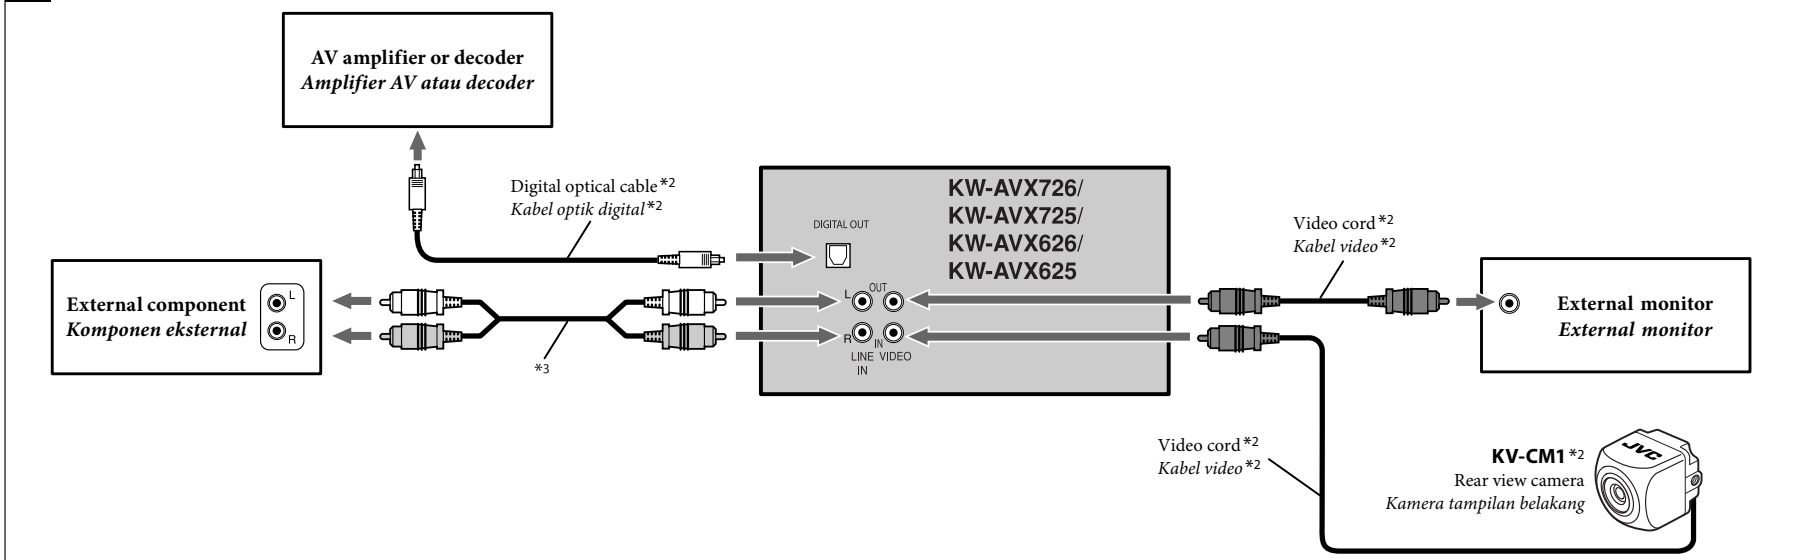 AV amplifier or decoder
Amplifier AV atau decoder
Digital optical cable*2
Kabel optik digital*2
External component
Komponen eksternal
L
R
*3
KW-AVX726/
KW-AVX725/
KW-AVX626/
KW-AVX625
DIGITAL OUT
L
OUT
R
IN
LINE VIDEO
IN
Video cord*2
Kabel video*2
External monitor
External monitor
Video cord*2
Kabel video*2
KV-CM1*2
Rear view camera
Kamera tampilan belakang
JVC